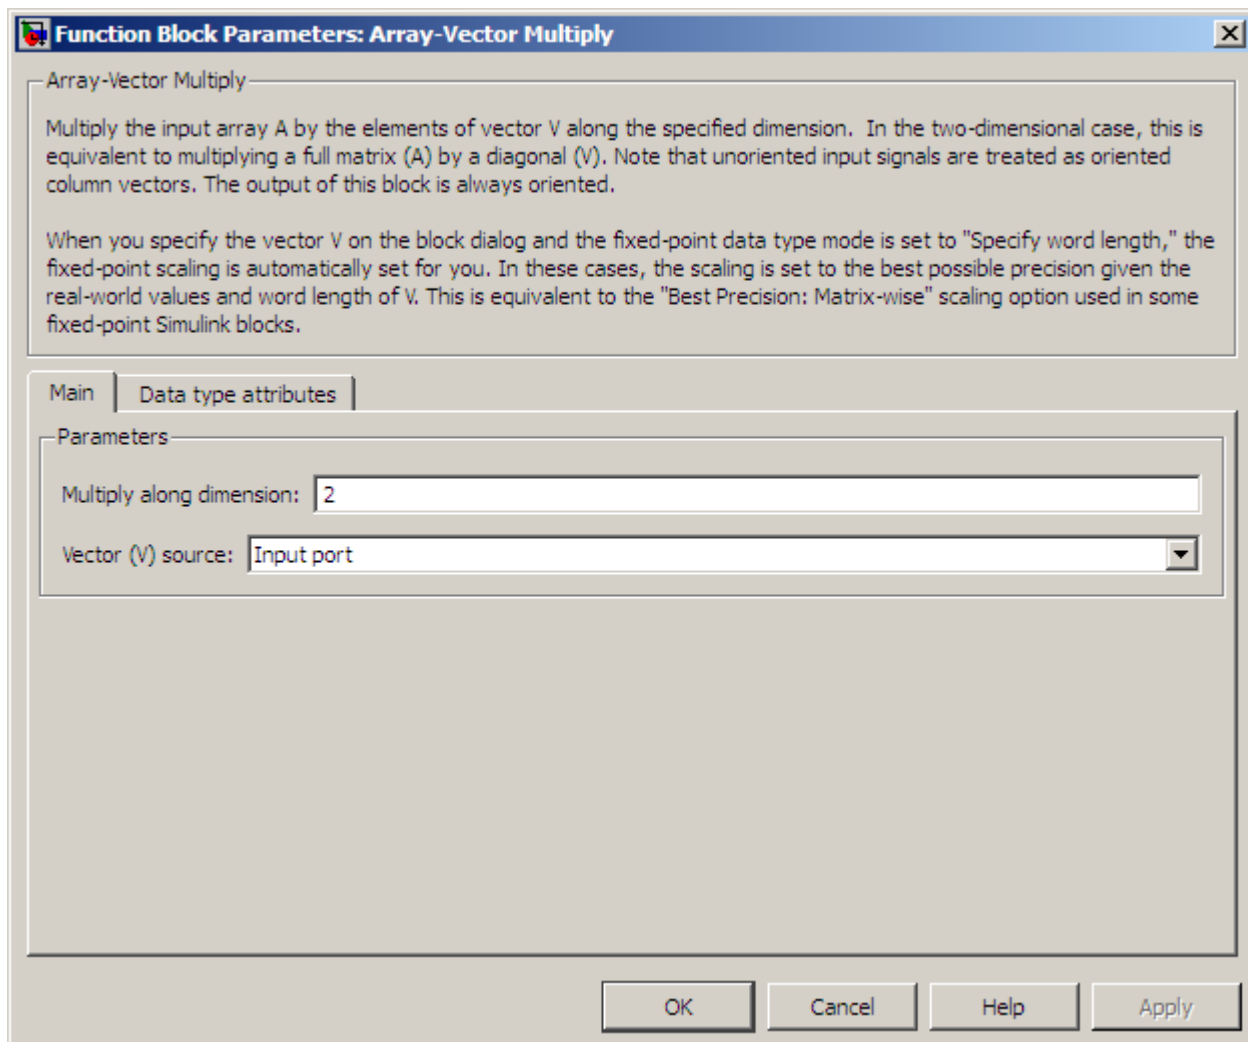 Function Block Parameters: Array-Vector Multiply
Array-Vector Multiply
Multiply the input array A by the elements of vector V along the specified dimension.  In the two-dimensional case, this is
equivalent to multiplying a full matrix (A) by a diagonal (V). Note that unoriented input signals are treated as oriented
column vectors. The output of this block is always oriented.
When you specify the vector V on the block dialog and the fixed-point data type mode is set to "Specify word length," the
fixed-point scaling is automatically set for you. In these cases, the scaling is set to the best possible precision given the
real-world values and word length of V. This is equivalent to the "Best Precision: Matrix-wise" scaling option used in some
fixed-point Simulink blocks.
Main Data type attributes
Parameters
Multiply along dimension: 2
Vector (V) source: Input port
OK Cancel Help Apply